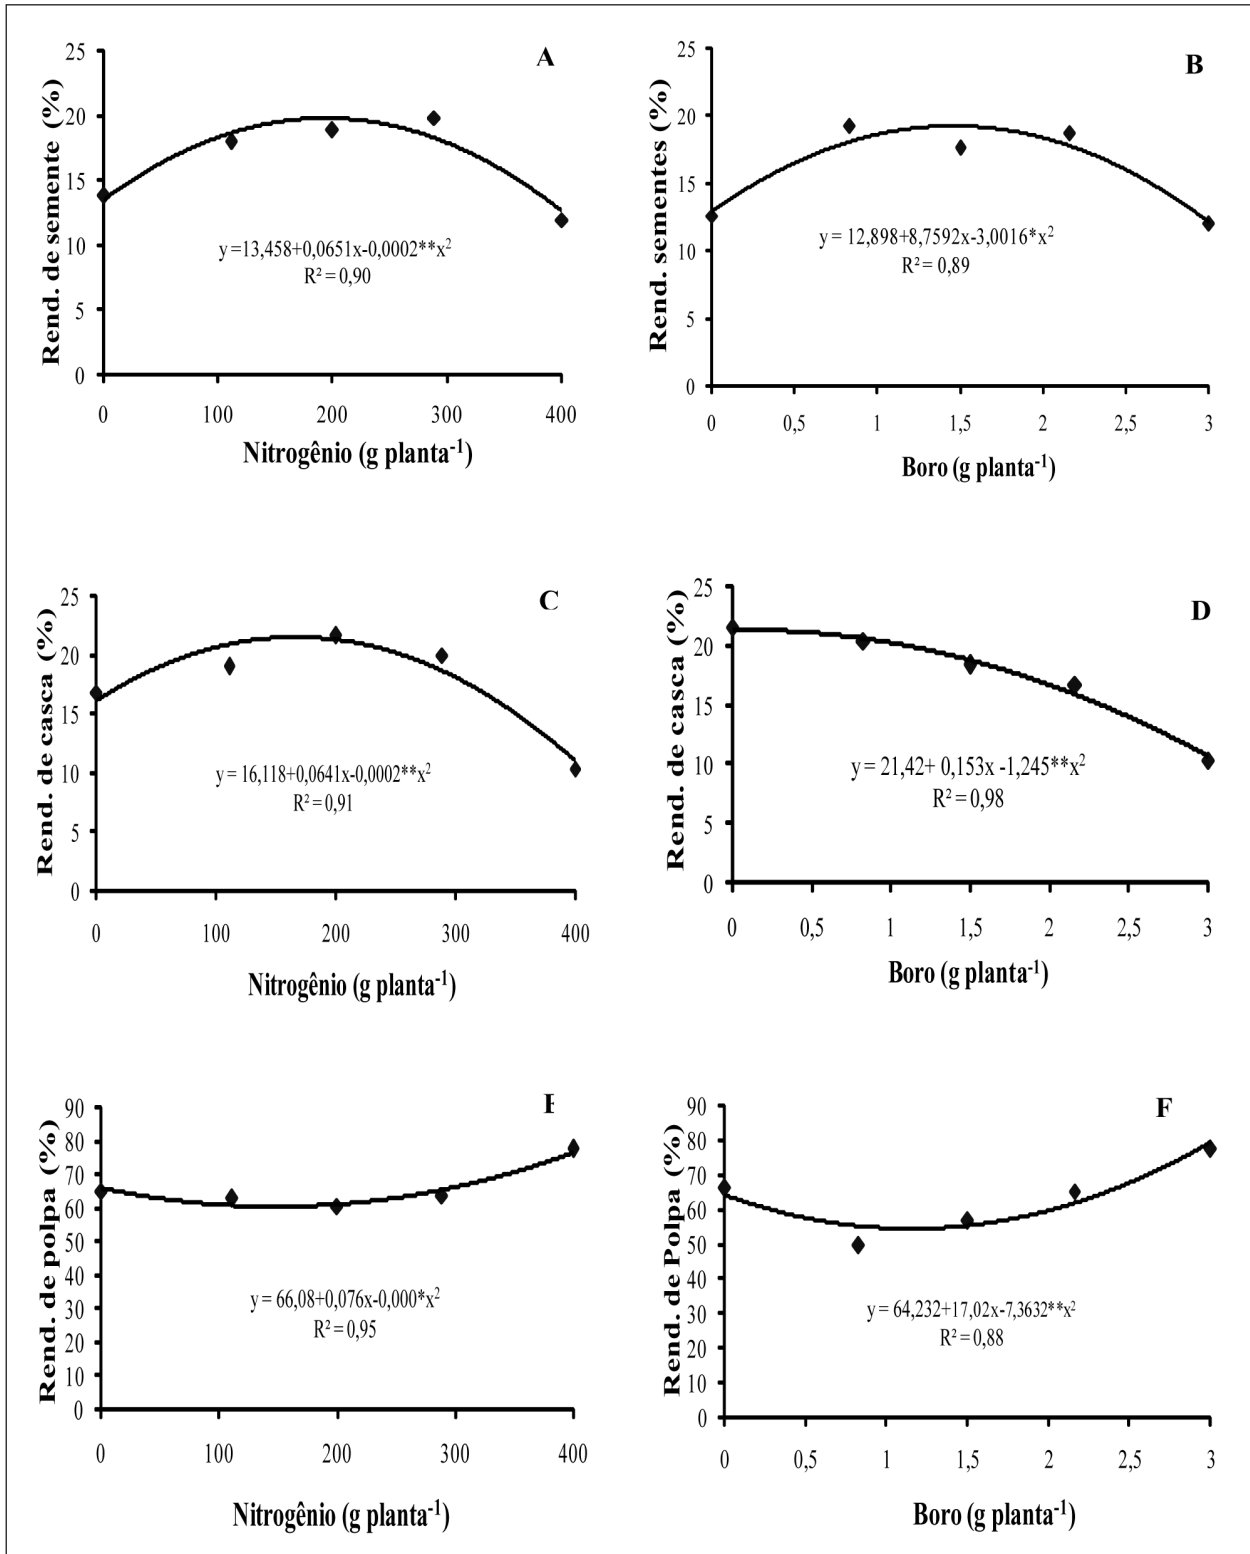 A
Rend. de semente (%)
25
20
15
10
5
0
y =13,458+0,0651x-0,0002**x²
R² = 0,90
0 100 200 300 400
Nitrogênio (g planta⁻¹)
B
Rend. sementes (%)
25
20
15
10
5
0
y = 12,898+8,7592x-3,0016*x²
R² = 0,89
0 0,5 1 1,5 2 2,5 3
Boro (g planta⁻¹)
C
Rend. de casca (%)
25
20
15
10
5
0
y = 16,118+0,0641x-0,0002**x²
R² = 0,91
0 100 200 300 400
Nitrogênio (g planta⁻¹)
D
Rend. de casca (%)
25
20
15
10
5
0
y = 21,42+ 0,153x -1,245**x²
R² = 0,98
0 0,5 1 1,5 2 2,5 3
Boro (g planta⁻¹)
E
Rend. de polpa (%)
90
80
70
60
50
40
30
20
10
0
y = 66,08+0,076x-0,000*x²
R² = 0,95
0 100 200 300 400
Nitrogênio (g planta⁻¹)
F
Rend. de Polpa (%)
90
80
70
60
50
40
30
20
10
0
y = 64,232+17,02x-7,3632**x²
R² = 0,88
0 0,5 1 1,5 2 2,5 3
Boro (g planta⁻¹)